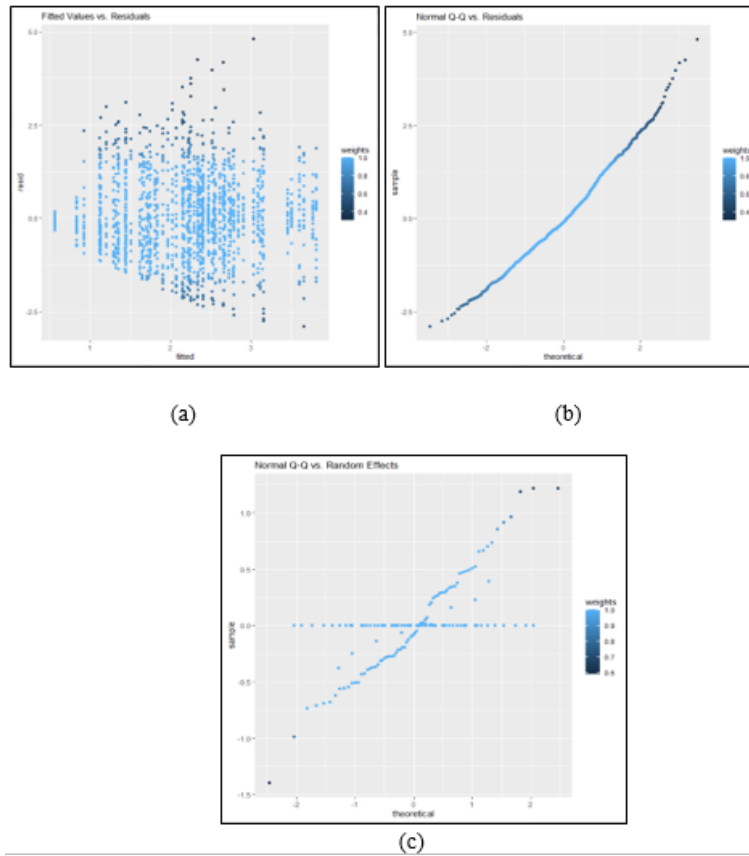 Fitted Values vs. Residuals
5.0
2.5
0.0
-2.5
resid
1
2
3
fitted
weights
1.0
0.8
0.6
0.4
(a)
Normal Q-Q vs. Residuals
5.0
2.5
0.0
-2.5
sample
-2
0
2
theoretical
weights
1.0
0.8
0.6
0.4
(b)
Normal Q-Q vs. Random Effects
1.0
0.5
0.0
-0.5
-1.0
-1.5
sample
-2
-1
0
1
2
theoretical
weights
1.0
0.9
0.8
0.7
0.6
(c)